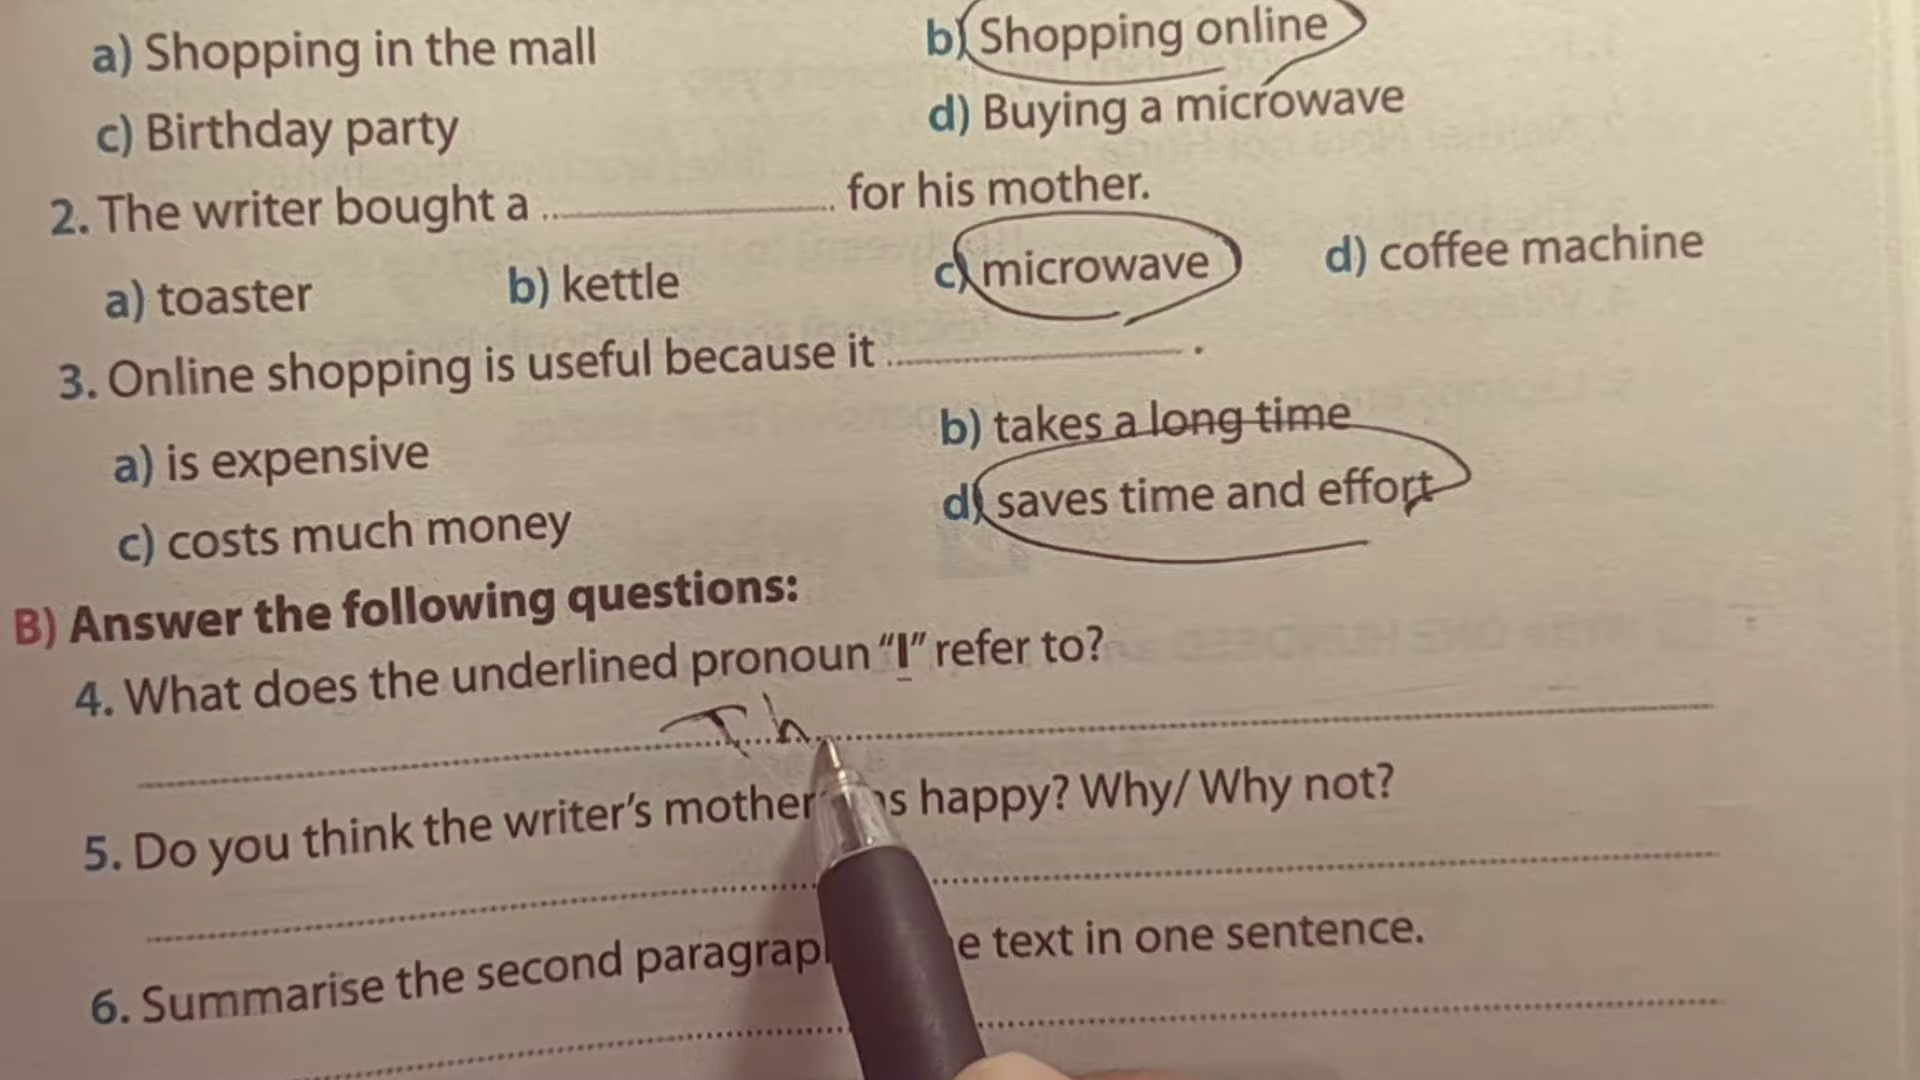 a) Shopping in the mall b) Shopping online
c) Birthday party d) Buying a microwave
2. The writer bought a .................... for his mother.
a) toaster b) kettle c) microwave d) coffee machine
3. Online shopping is useful because it .................... .
a) is expensive b) takes a long time
c) costs much money d) saves time and effort
B) Answer the following questions:
4. What does the underlined pronoun “I” refer to?
Th
5. Do you think the writer’s mother happy? Why/ Why not?
6. Summarise the second text in one sentence.